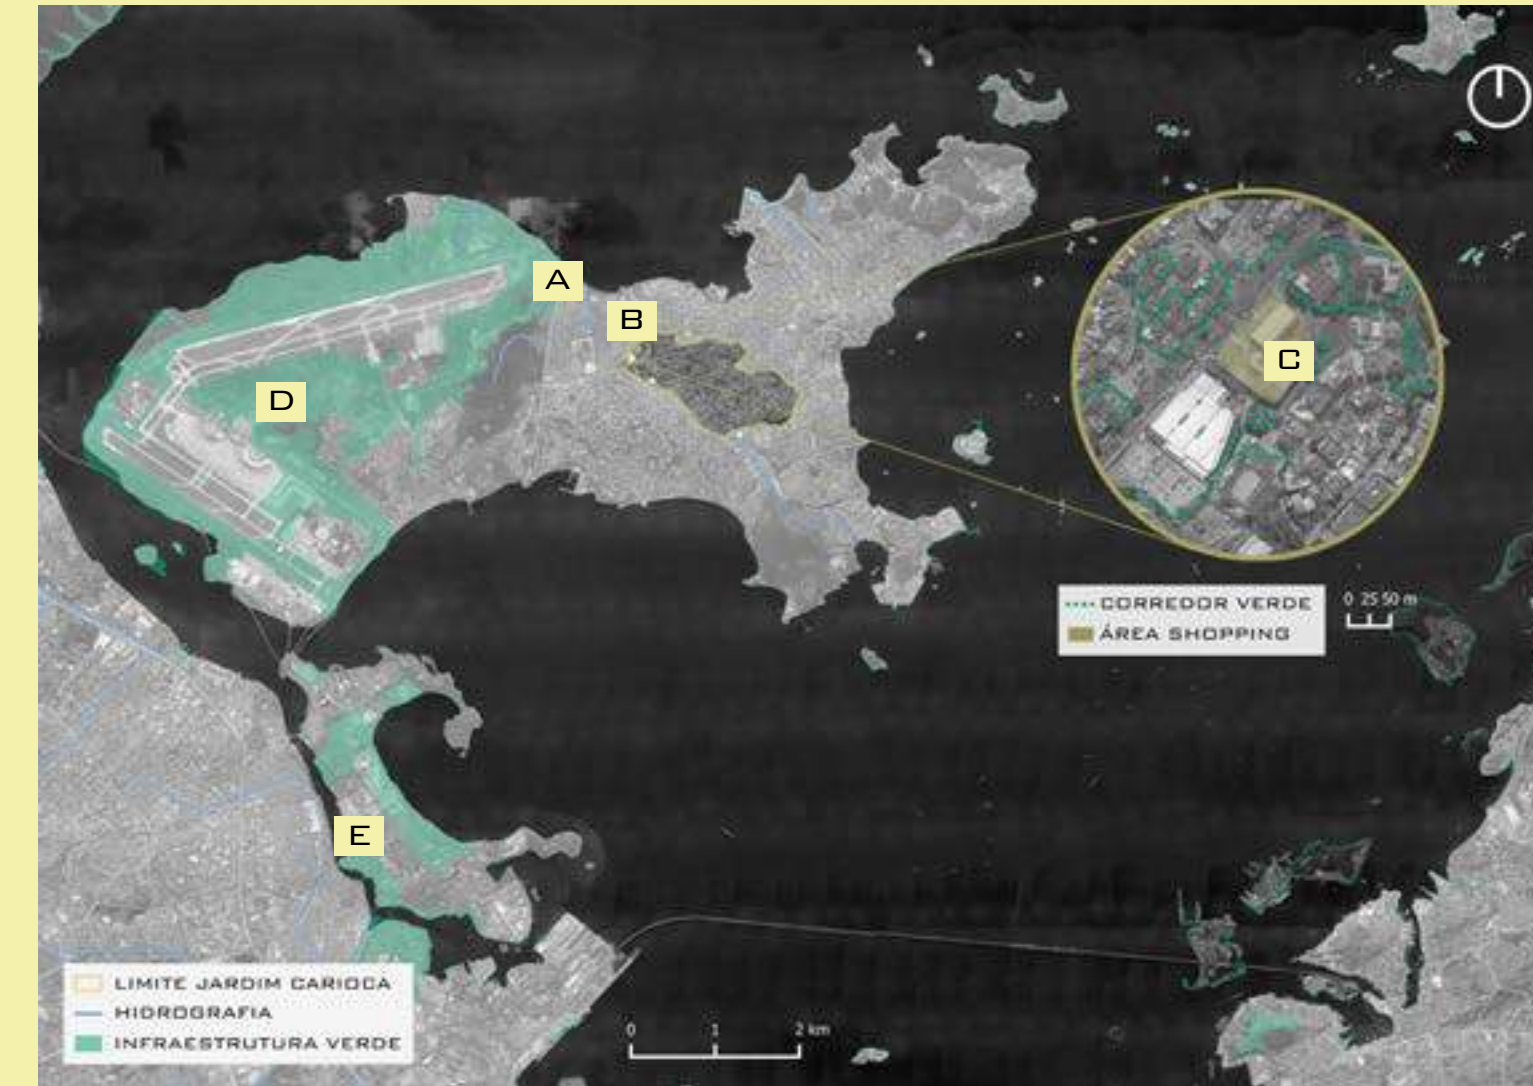 A
B
C
D
E
CORREDOR VERDE
ÁREA SHOPPING
0 25 50 m
LIMITE JARDIM CARIOCA
HIDROGRAFIA
INFRAESTRUTURA VERDE
0 1 2 km